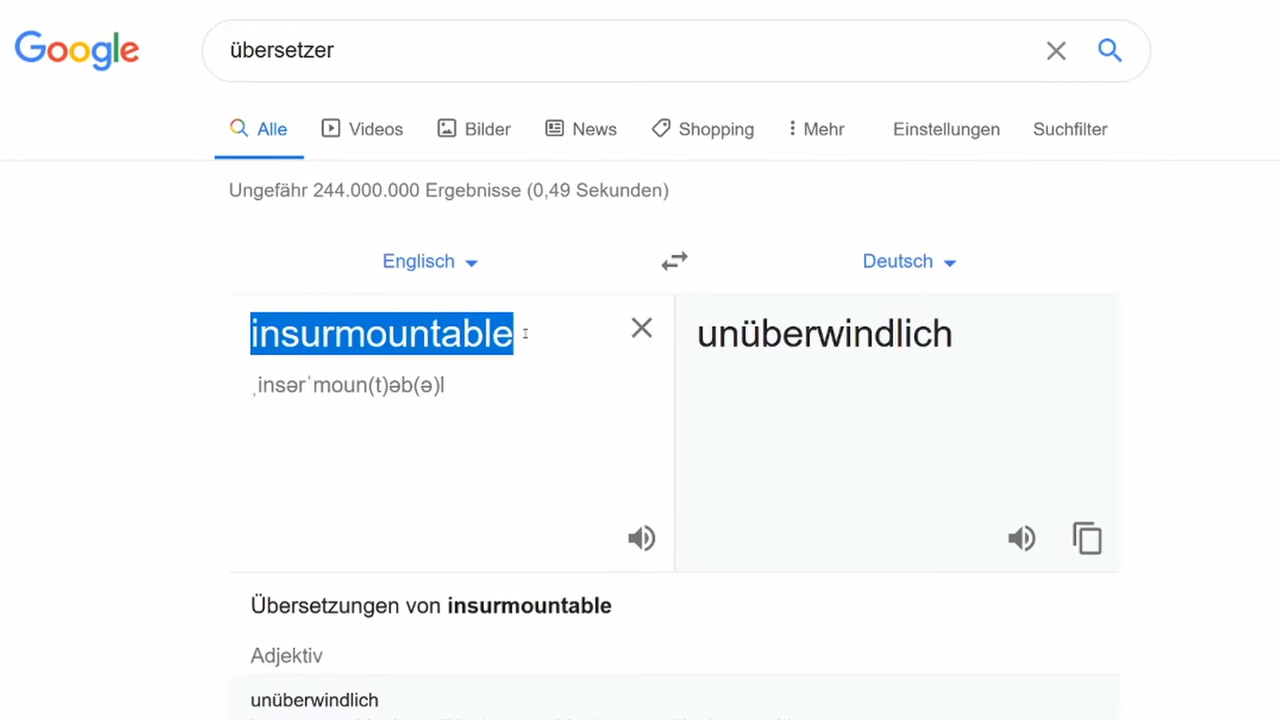 Google
übersetzer
Alle Videos Bilder News Shopping Mehr Einstellungen Suchfilter
Ungefähr 244.000.000 Ergebnisse (0,49 Sekunden)
Englisch Deutsch
insurmountable unüberwindlich
ˌinsərˈmoun(t)əb(ə)l
Übersetzungen von insurmountable
Adjektiv
unüberwindlich